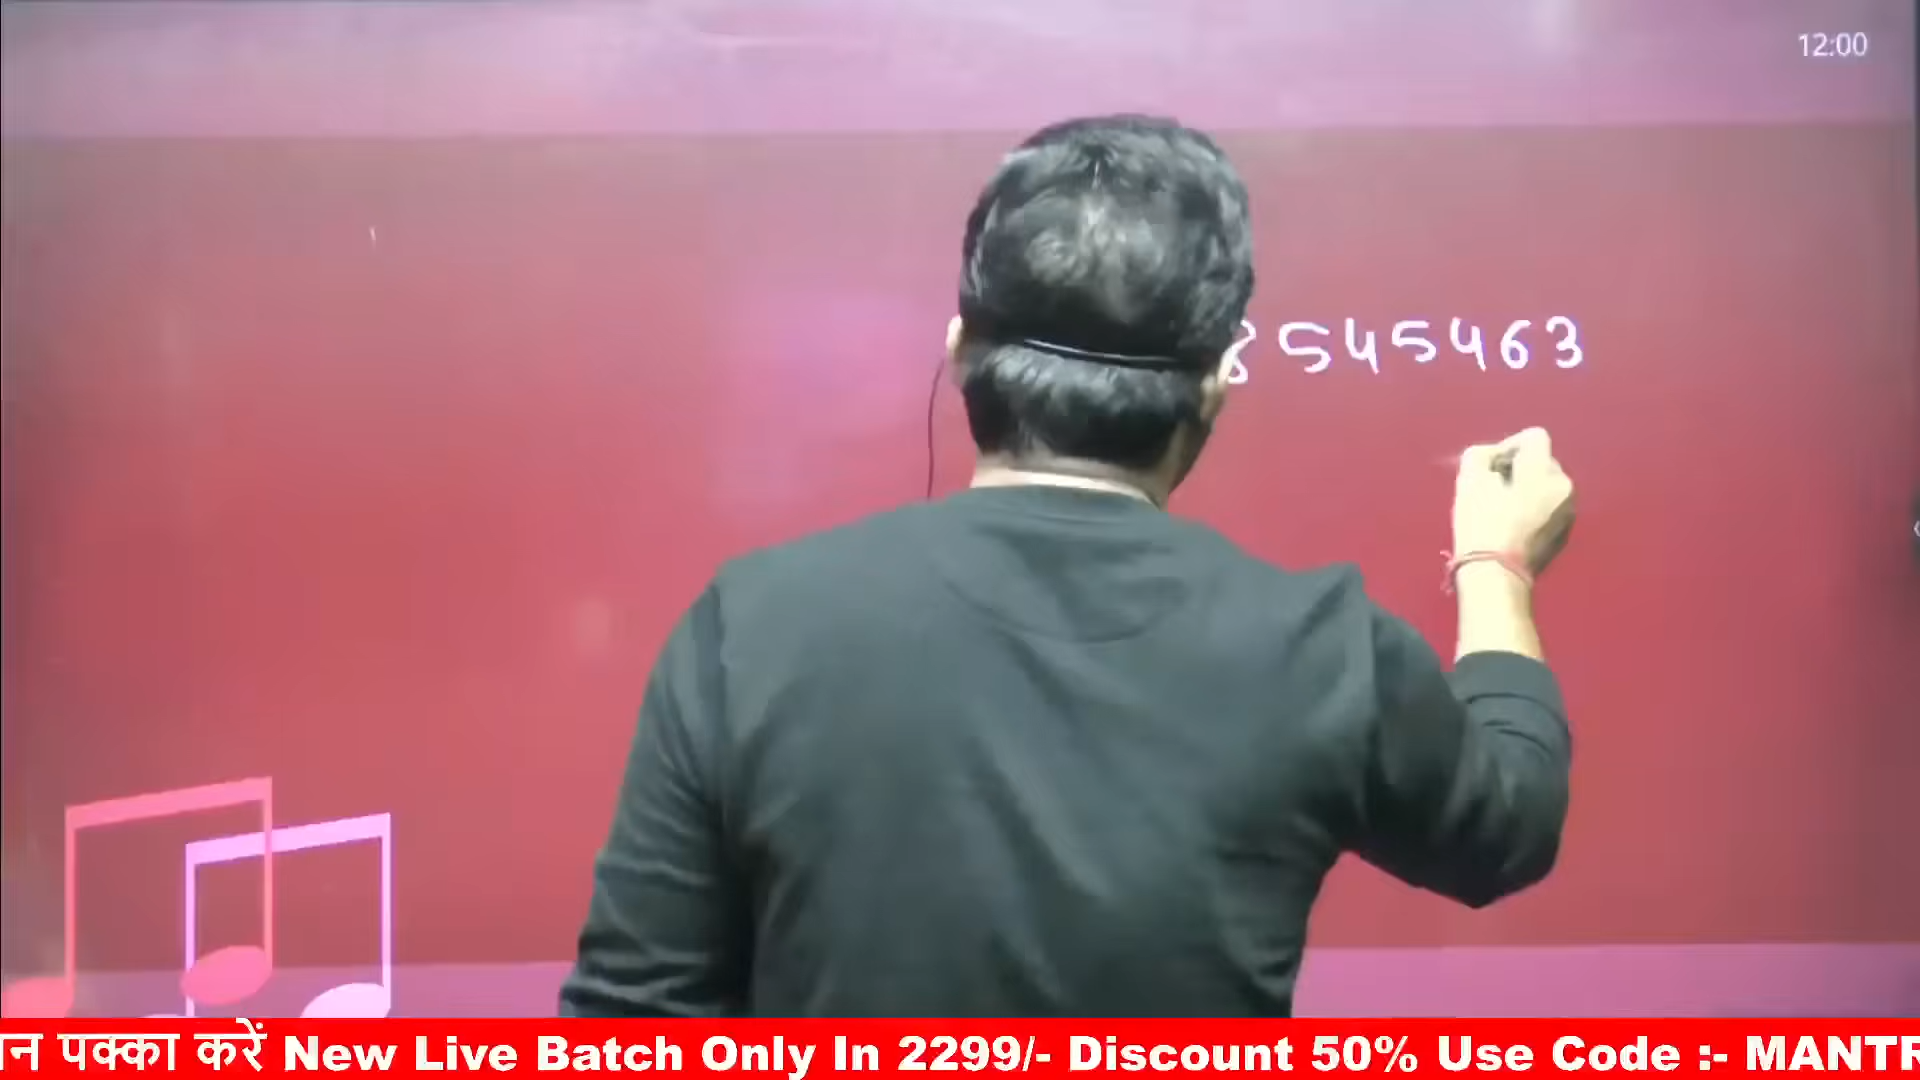 12:00
8545463
पक्का करें New Live Batch Only In 2299/- Discount 50% Use Code :- MANTR